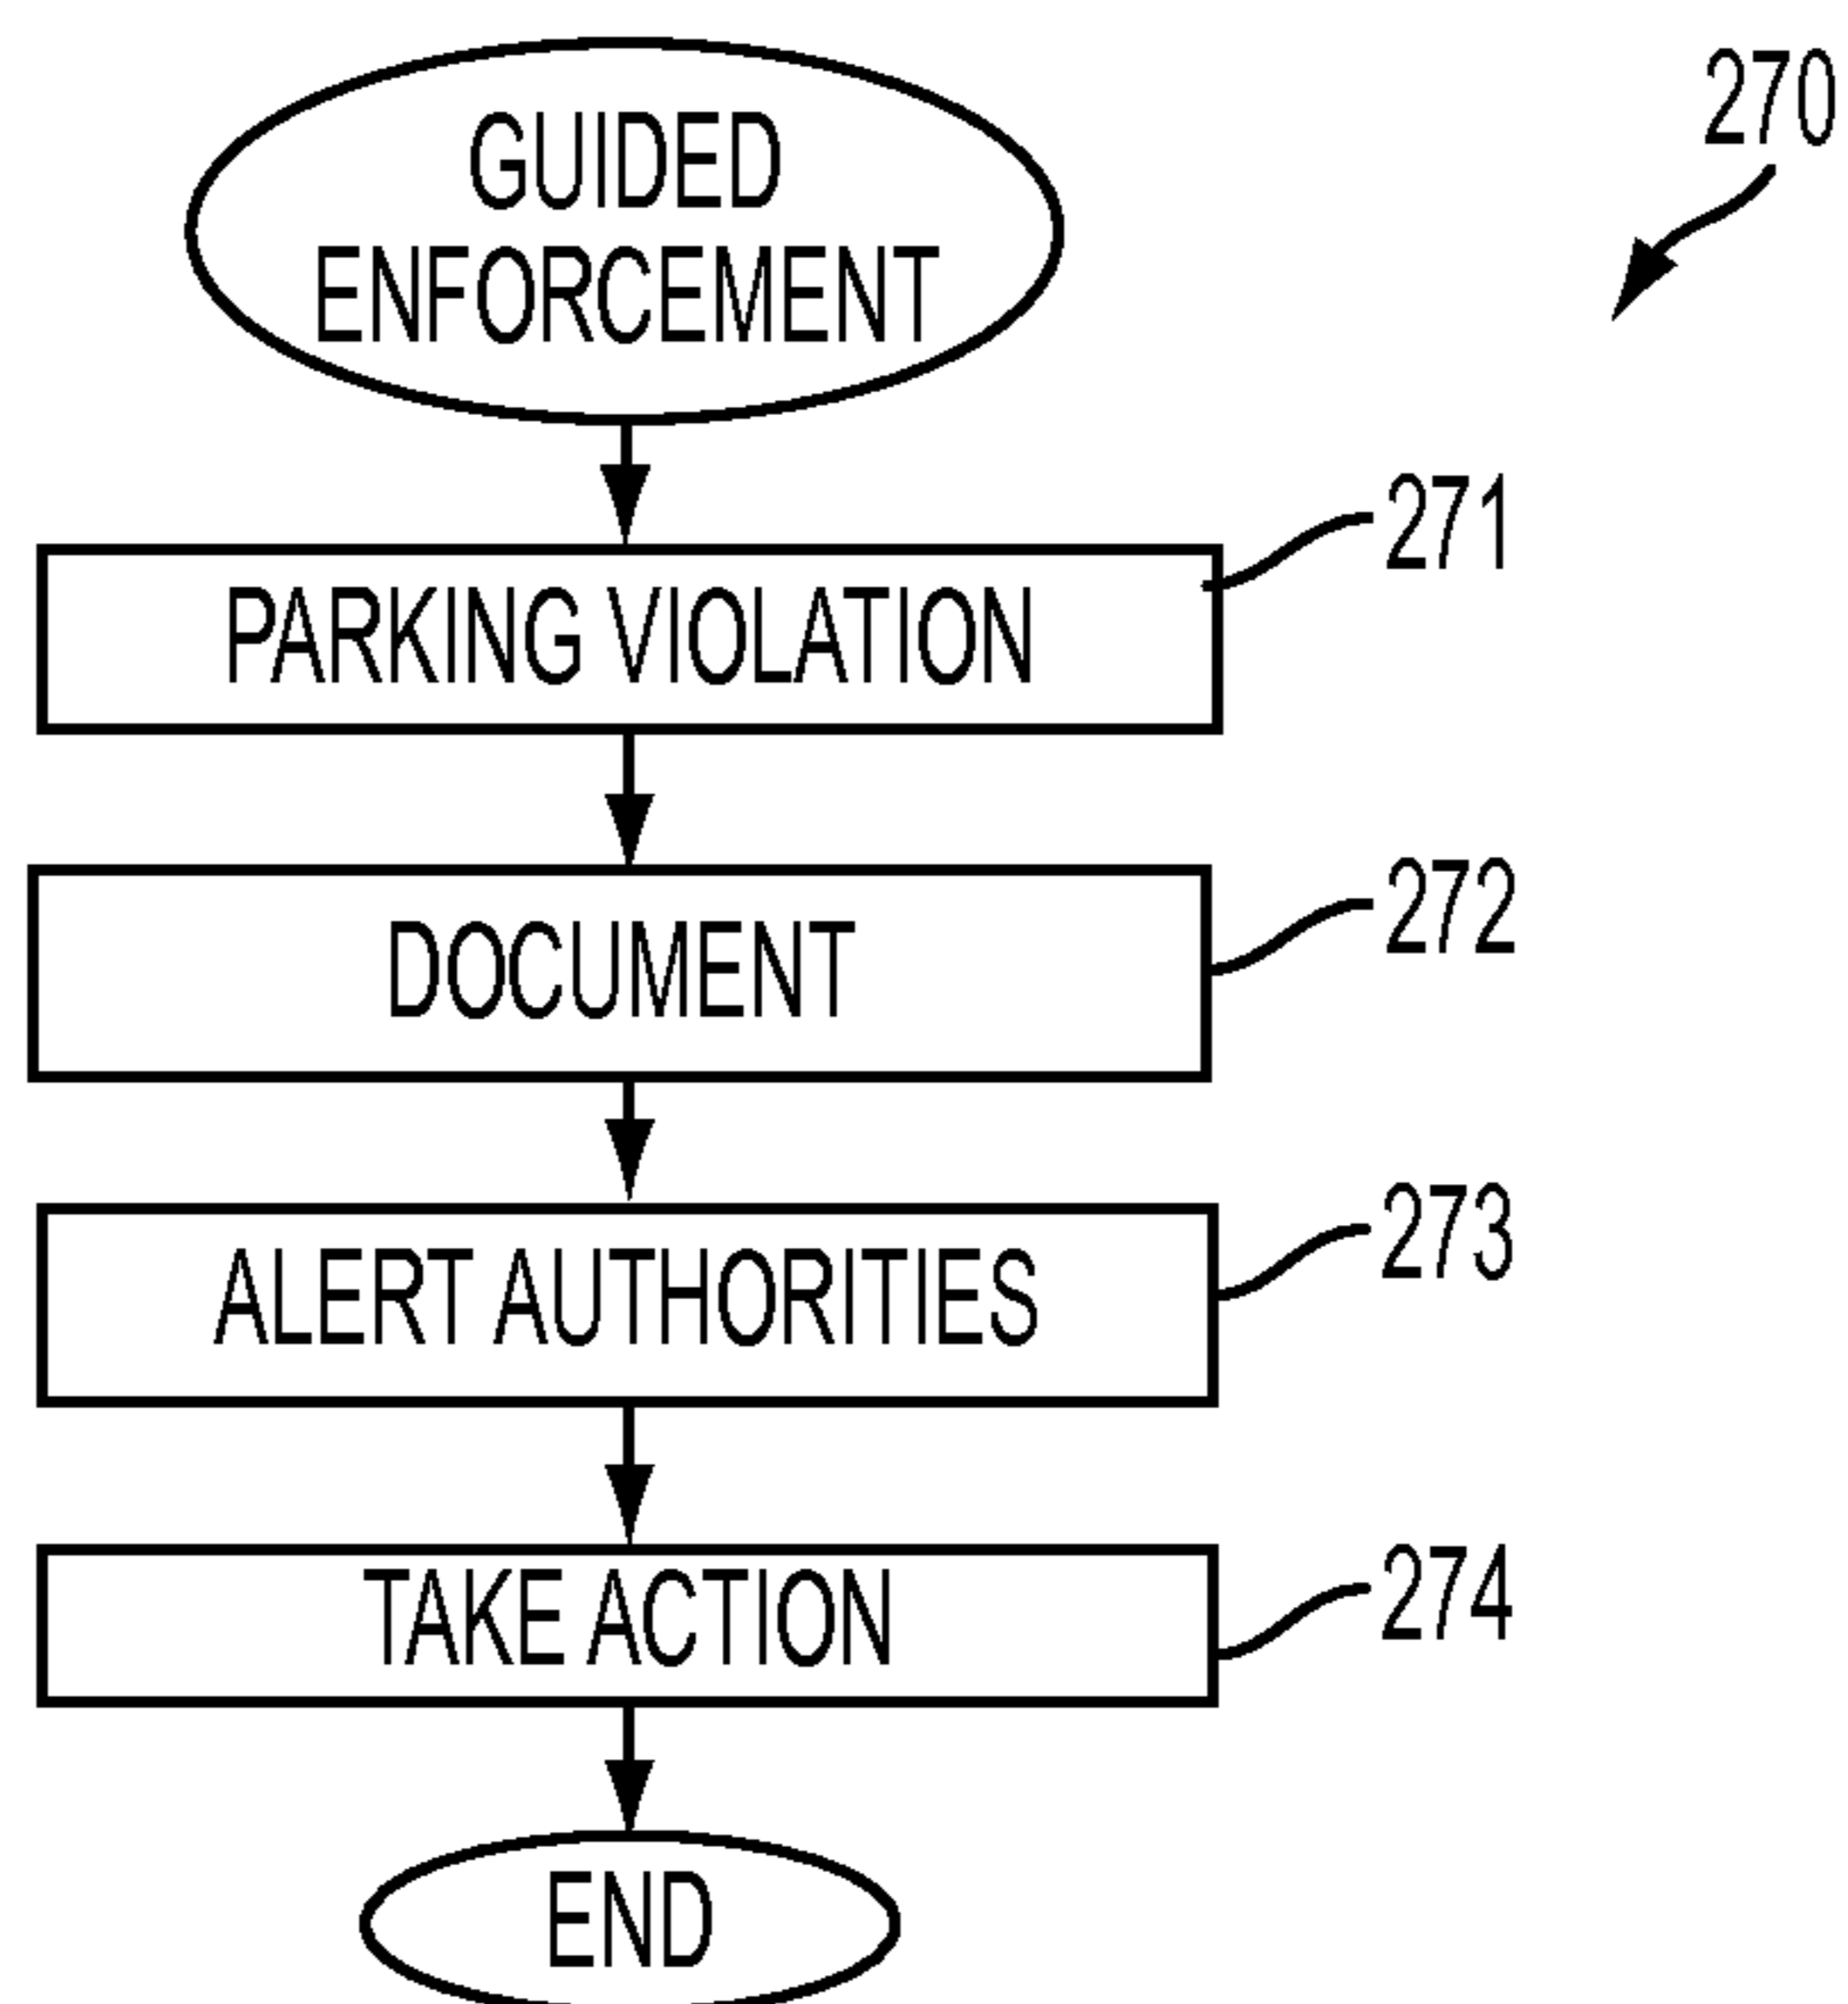 GUIDED
ENFORCEMENT
270
PARKING VIOLATION
271
DOCUMENT
272
ALERT AUTHORITIES
273
TAKE ACTION
274
END